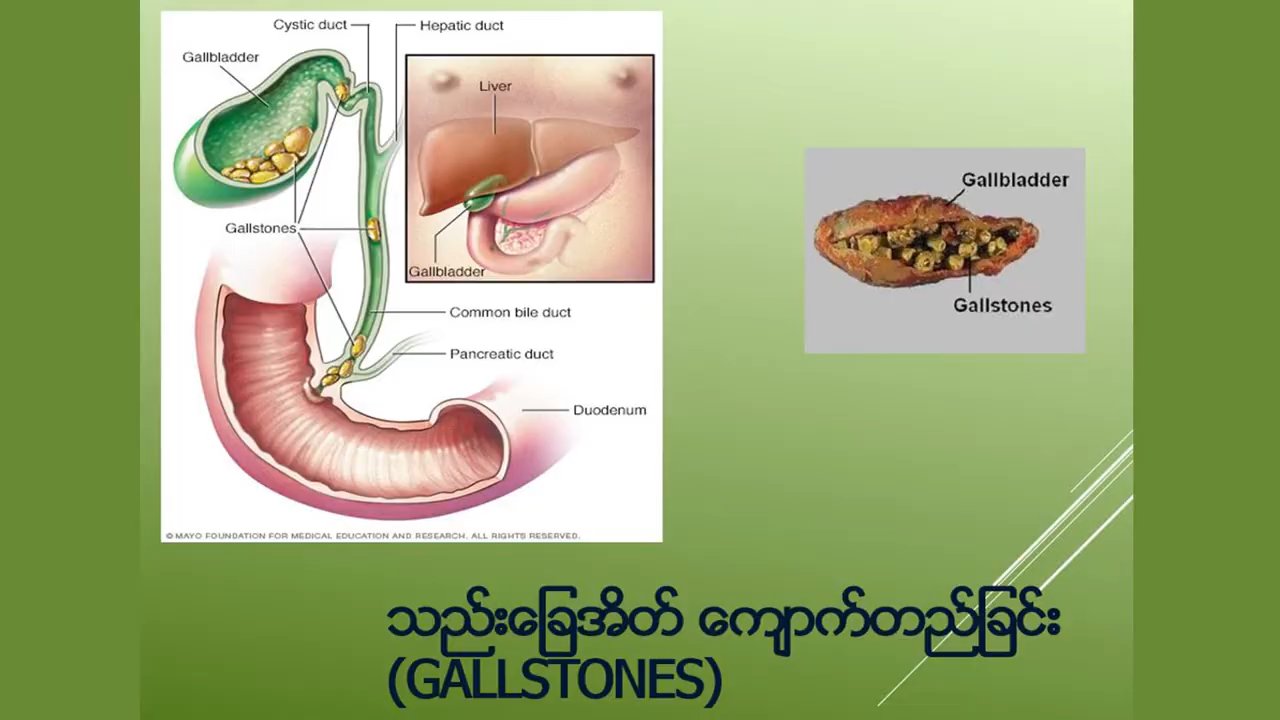 Cystic duct
Hepatic duct
Gallbladder
Liver
Gallstones
Gallbladder
Common bile duct
Pancreatic duct
Duodenum
© MAYO FOUNDATION FOR MEDICAL EDUCATION AND RESEARCH. ALL RIGHTS RESERVED.
Gallbladder
Gallstones
သည်းခြေအိတ် ကျောက်တည်ခြင်း
(GALLSTONES)